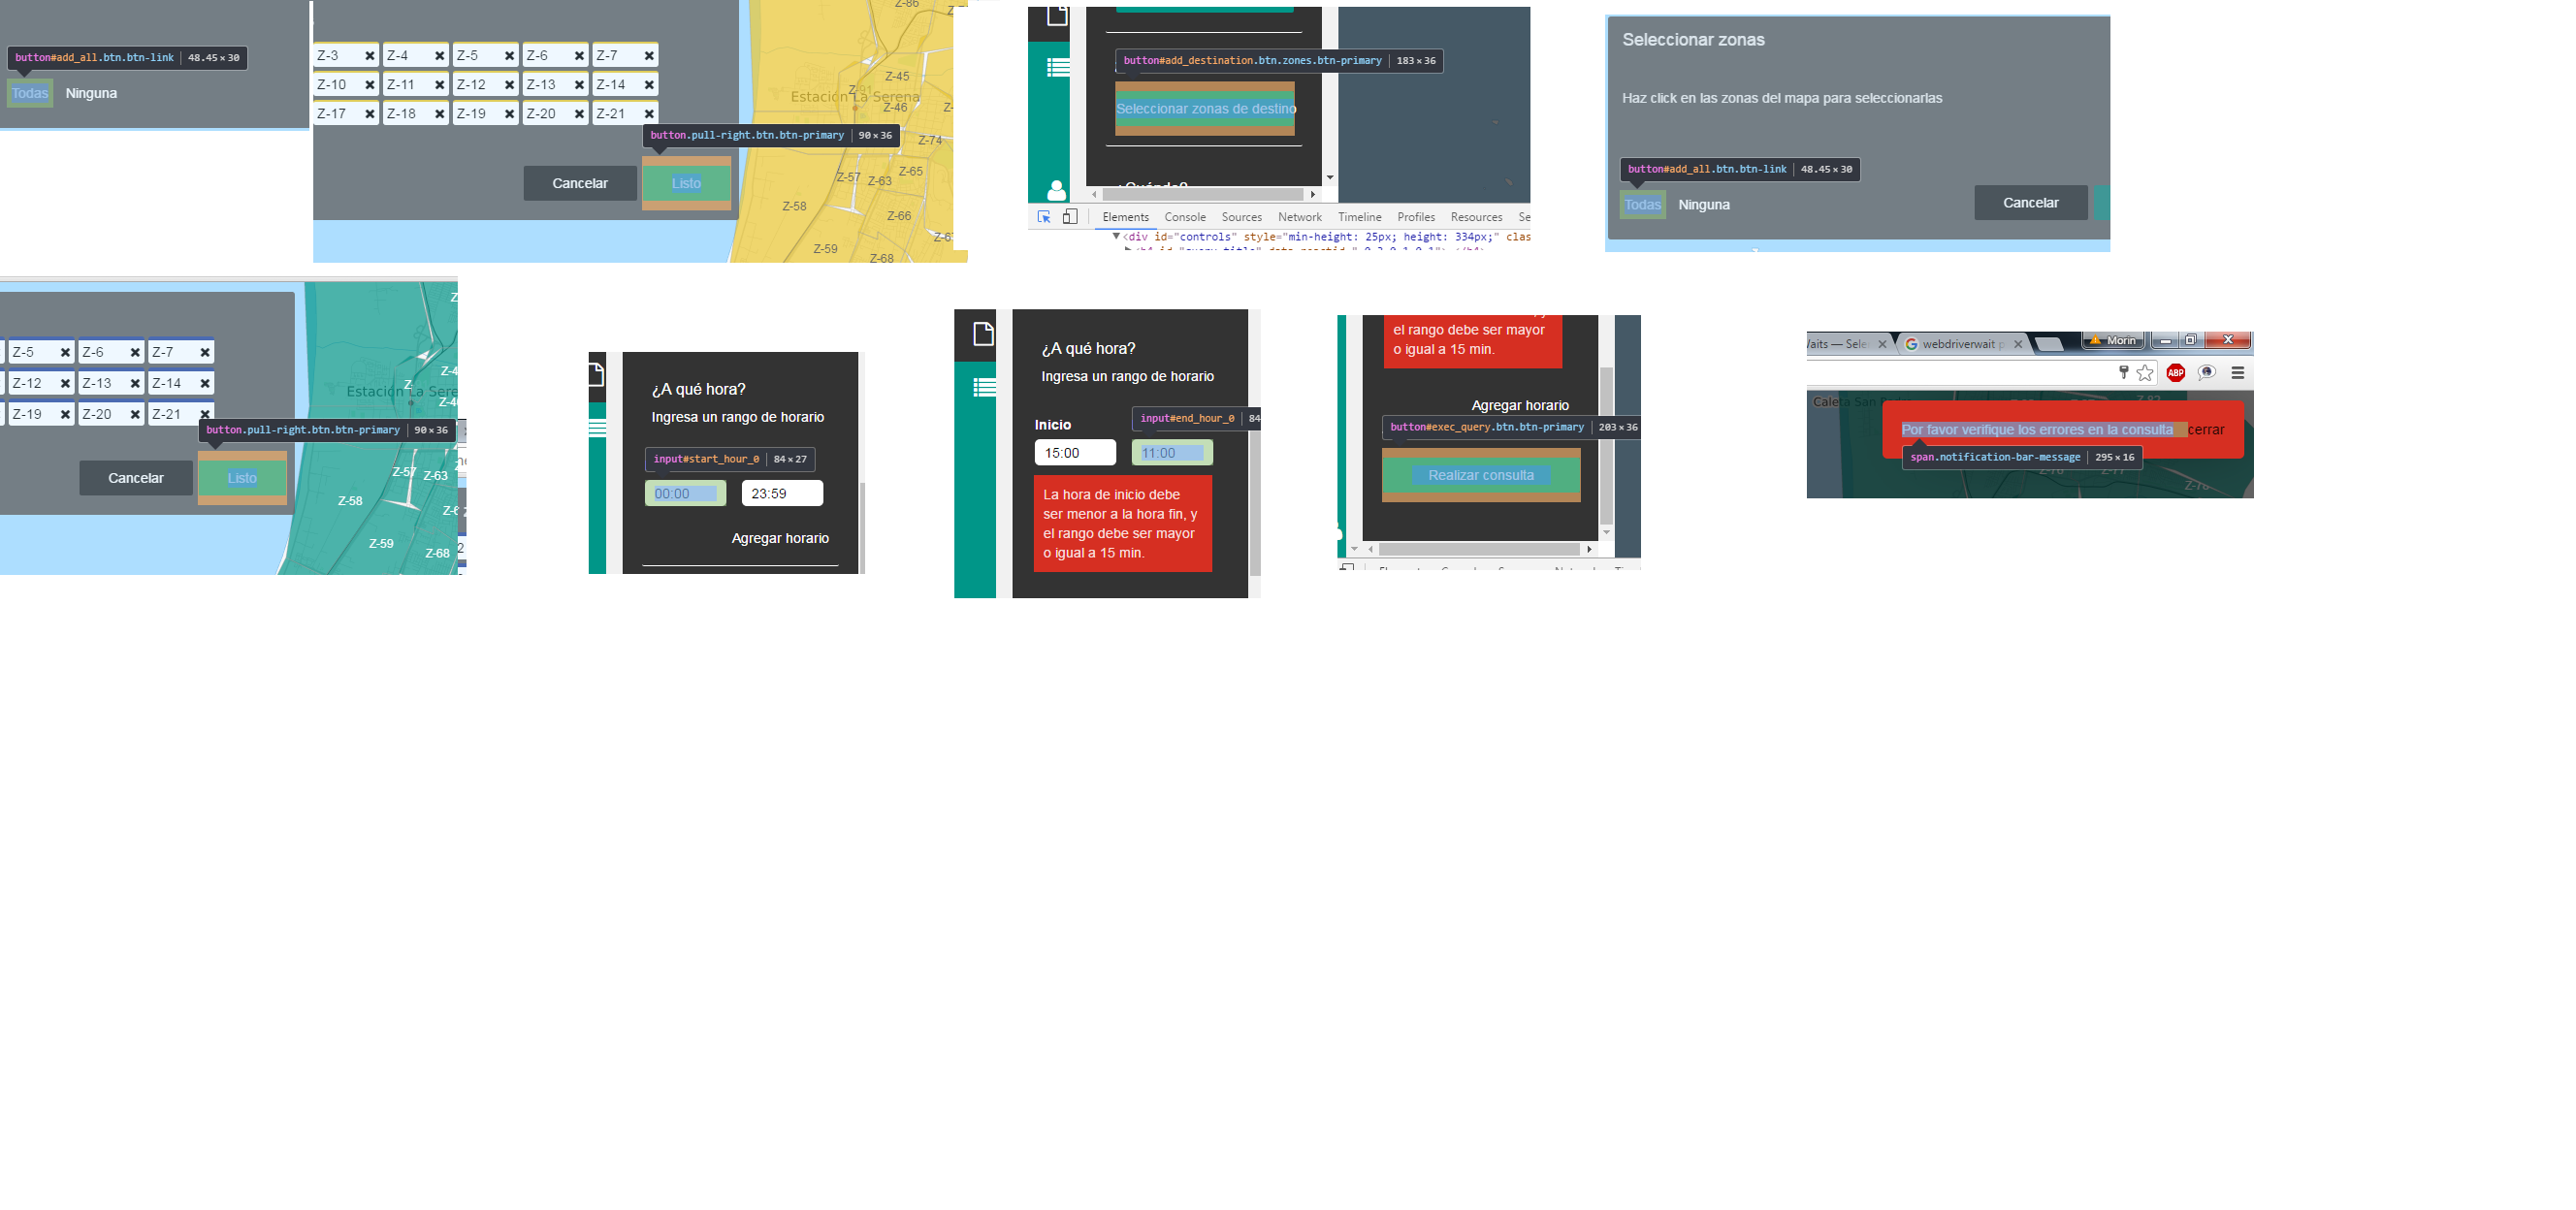 button#add_all.btn.btn-link | 48.45 × 30
Todas Ninguna
Z-3 Z-4 Z-5 Z-6 Z-7
Z-10 Z-11 Z-12 Z-13 Z-14
Z-17 Z-18 Z-19 Z-20 Z-21
button.pull-right.btn.btn-primary | 90 × 36
Cancelar Listo
Z-86
Z-45
Estación La Serena
Z-91
Z-46
Z-74
Z-57
Z-63
Z-65
Z-58
Z-66
Z-59
Z-68
button#add_destination.btn.zones.btn-primary | 183 × 36
Seleccionar zonas de destino
¿Cuándo?
Elements Console Sources Network Timeline Profiles Resources Se
<div id="controls" style="min-height: 25px; height: 334px;" clas
Seleccionar zonas
Haz click en las zonas del mapa para seleccionarlas
button#add_all.btn.btn-link | 48.45 × 30
Todas Ninguna
Cancelar
Z-5 Z-6 Z-7
Z-12 Z-13 Z-14
Z-19 Z-20 Z-21
button.pull-right.btn.btn-primary | 90 × 36
Cancelar Listo
Estación La Sere
Z-57
Z-63
Z-58
Z-59
Z-68
¿A qué hora?
Ingresa un rango de horario
input#start_hour_0 | 84 × 27
00:00 23:59
Agregar horario
¿A qué hora?
Ingresa un rango de horario
input#end_hour_0 | 84
Inicio
15:00 11:00
La hora de inicio debe
ser menor a la hora fin, y
el rango debe ser mayor
o igual a 15 min.
el rango debe ser mayor
o igual a 15 min.
Agregar horario
button#exec_query.btn.btn-primary | 203 × 36
Realizar consulta
Vaits — Sele
webdriverwait p
Morin
ABP
Caleta San
Por favor verifique los errores en la consulta cerrar
span.notification-bar-message | 295 × 16